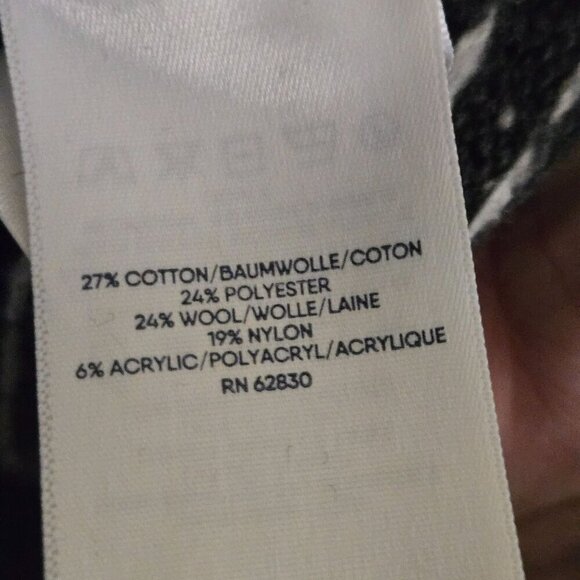 27% COTTON/BAUMWOLLE/COTON
24% POLYESTER
24% WOOL/WOLLE/LAINE
19% NYLON
6% ACRYLIC/POLYACRYL/ACRYLIQUE
RN 62830